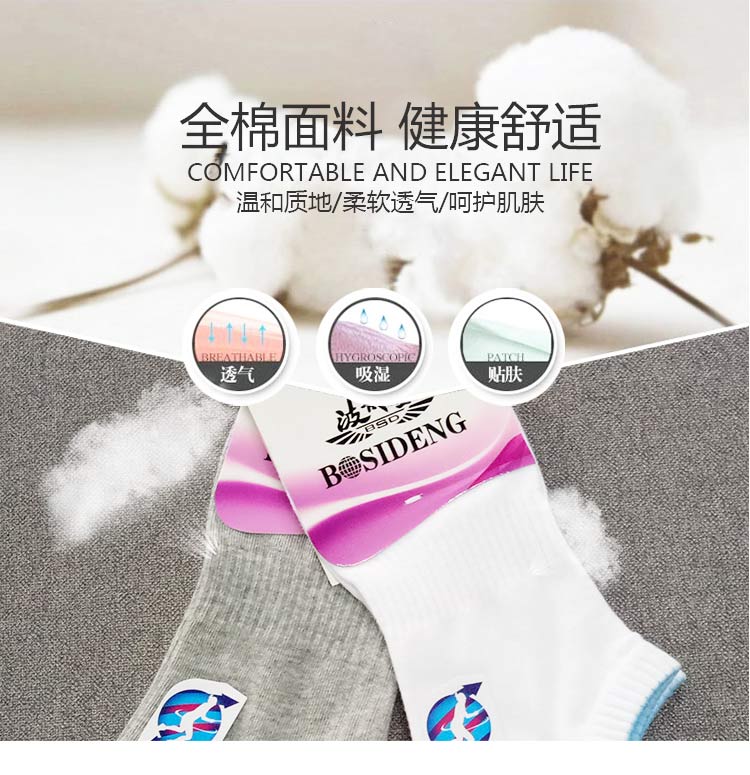 全棉面料 健康舒适
COMFORTABLE AND ELEGANT LIFE
温和质地/柔软透气/呵护肌肤
BREATHABLE
透气
HYGROSCOPIC
吸湿
PATCH
贴肤
波
BSD
BOSIDENG